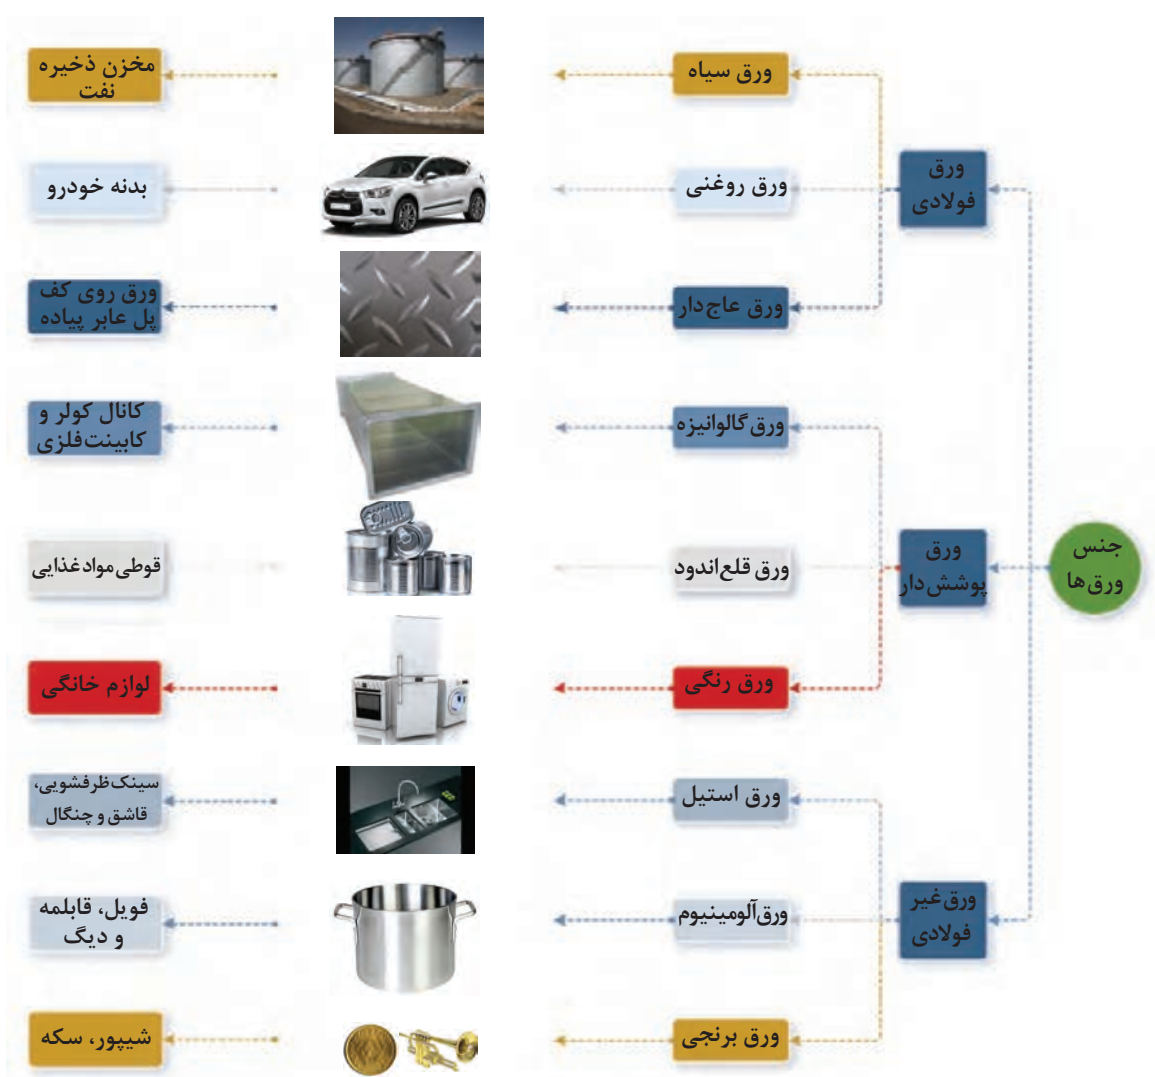 جنس
ورق‌ها
ورق
فولادی
ورق سیاه
مخزن ذخیره
نفت
ورق روغنی
بدنه خودرو
ورق عاج‌دار
ورق روی کف
پل عابر پیاده
ورق
پوشش‌دار
ورق گالوانیزه
کانال کولر و
کابینت فلزی
ورق قلع‌اندود
قوطی مواد غذایی
ورق رنگی
لوازم خانگی
ورق غیر
فولادی
ورق استیل
سینک ظرفشویی،
قاشق و چنگال
ورق آلومینیوم
فویل، قابلمه
و دیگ
ورق برنجی
شیپور، سکه